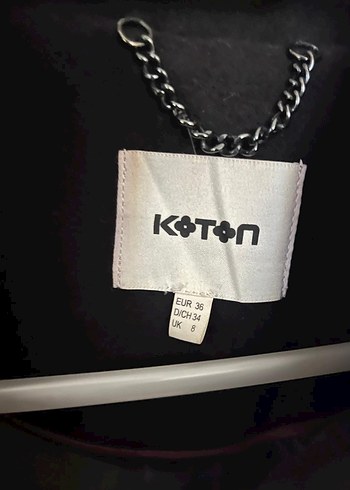 KOTON
EUR 36
D/CH 34
UK 8